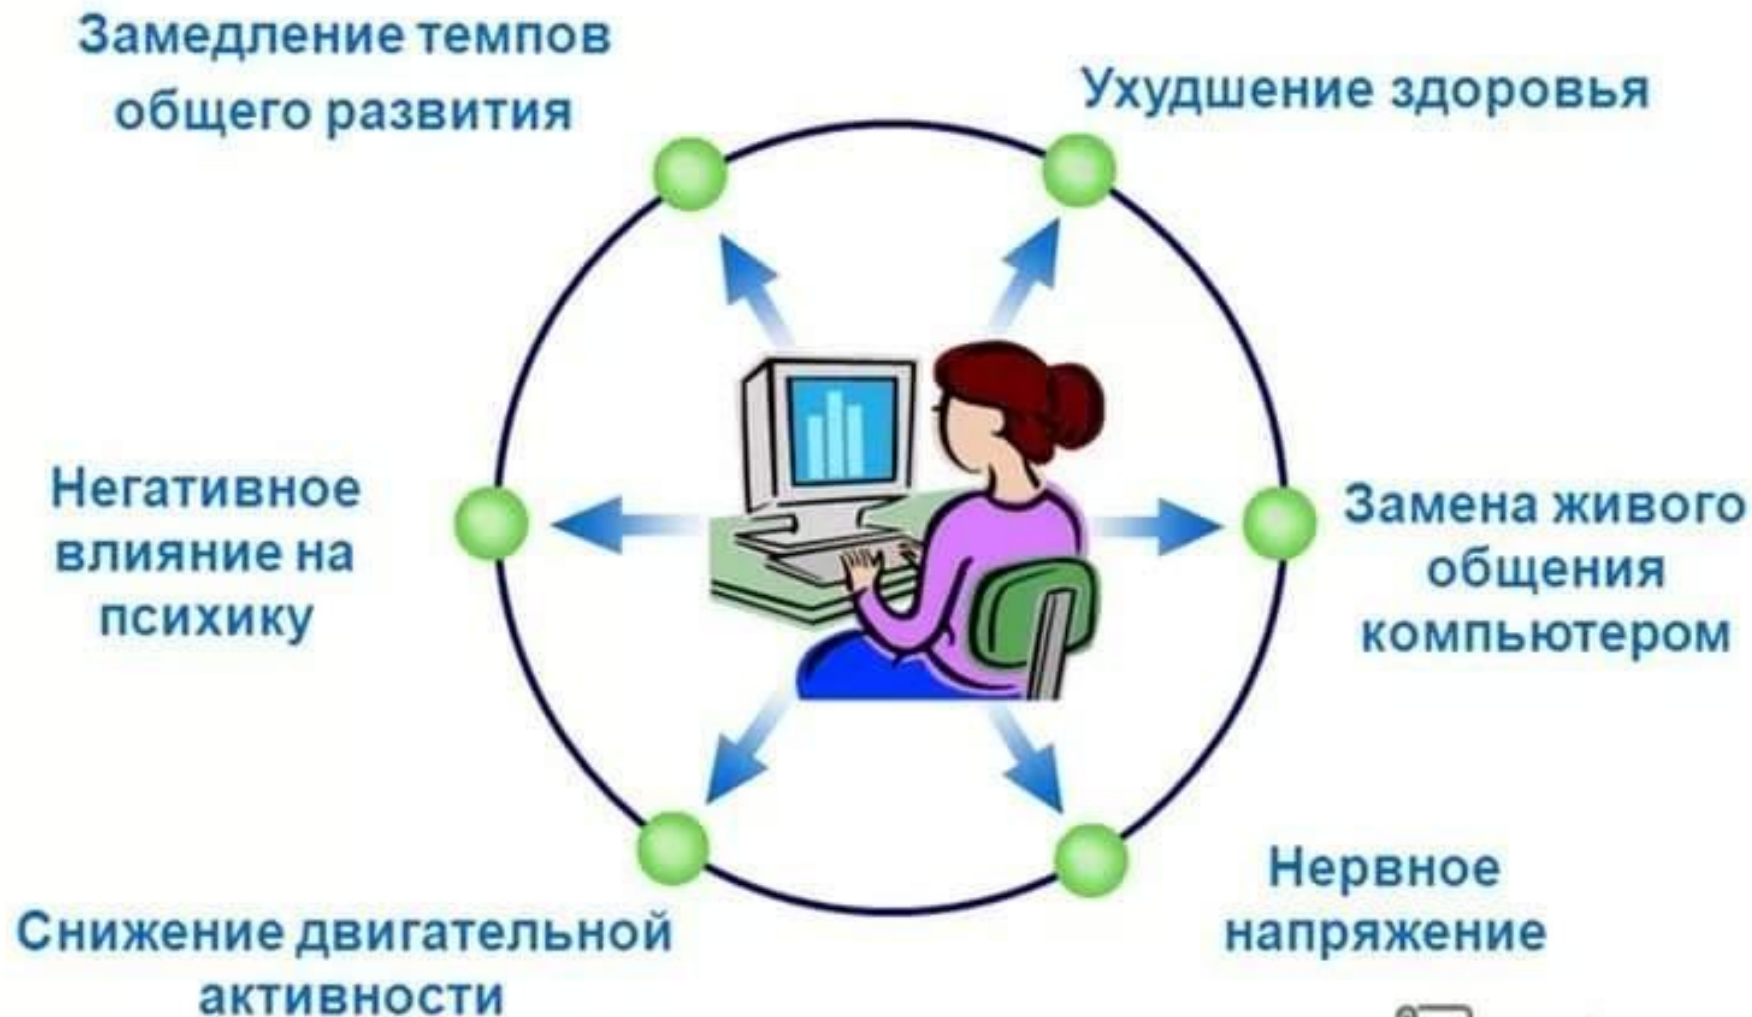 Замедление темпов
общего развития
Ухудшение здоровья
Негативное
влияние на
психику
Замена живого
общения
компьютером
Снижение двигательной
активности
Нервное
напряжение